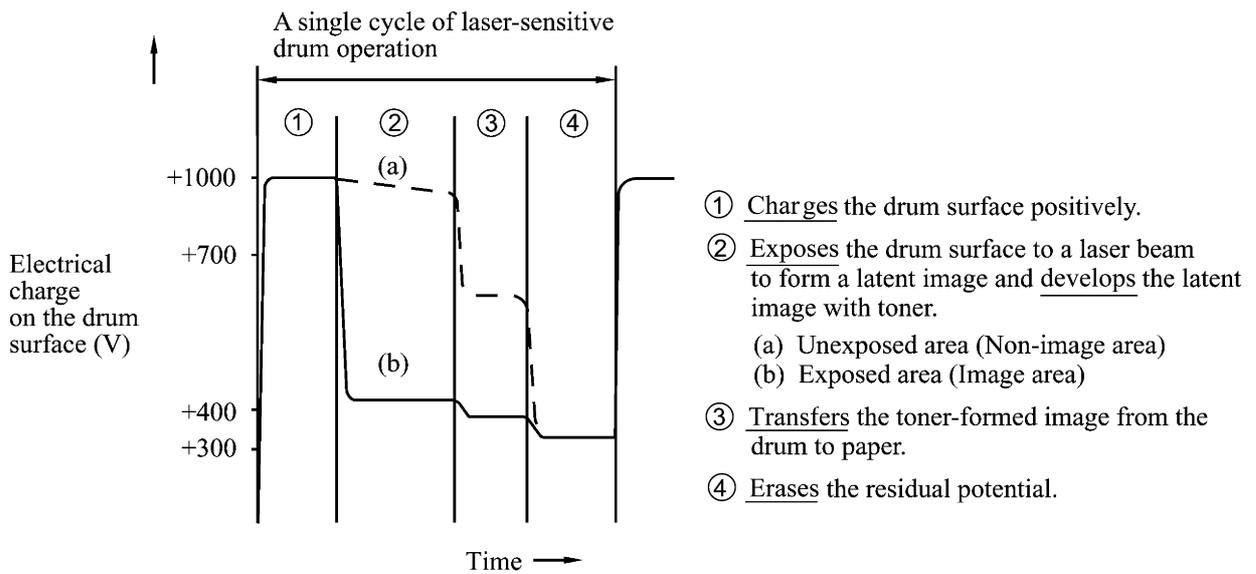 A single cycle of laser-sensitive
drum operation
① ② ③ ④
(a)
+1000
+700
Electrical
charge
on the drum
surface (V)
(b)
+400
+300
Time
① Charges the drum surface positively.
② Exposes the drum surface to a laser beam
to form a latent image and develops the latent
image with toner.
(a) Unexposed area (Non-image area)
(b) Exposed area (Image area)
③ Transfers the toner-formed image from the
drum to paper.
④ Erases the residual potential.